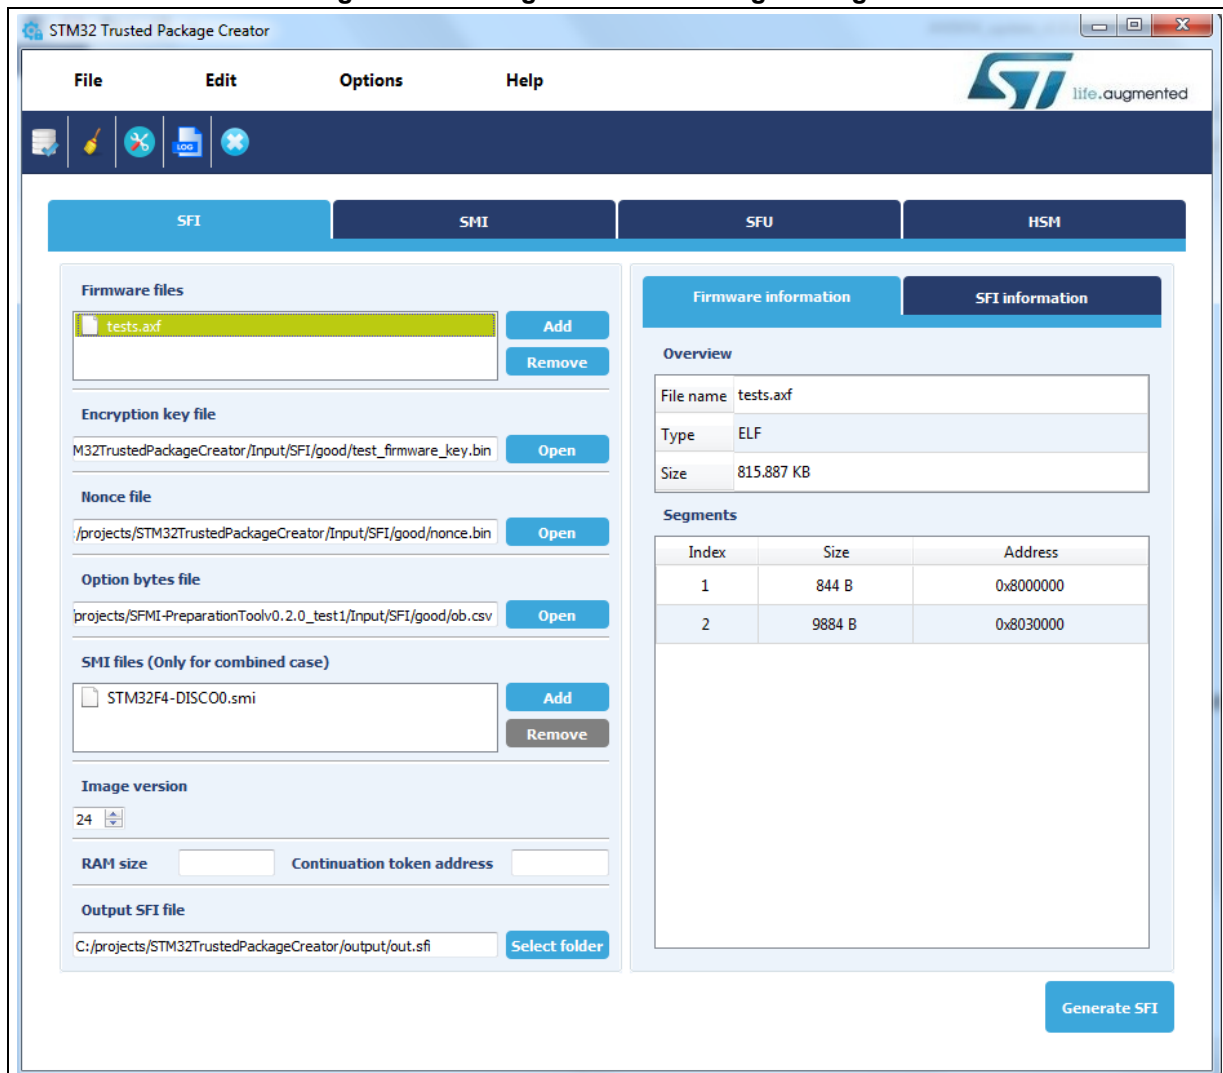 STM32 Trusted Package Creator
File Edit Options Help
ST life.augmented
LOG
SFI SMI SFU HSM
Firmware files
tests.axf
Add
Remove
Encryption key file
M32TrustedPackageCreator/Input/SFI/good/test_firmware_key.bin Open
Nonce file
:/projects/STM32TrustedPackageCreator/Input/SFI/good/nonce.bin Open
Option bytes file
projects/SFMI-PreparationToolv0.2.0_test1/Input/SFI/good/ob.csv Open
SMI files (Only for combined case)
STM32F4-DISCO0.smi
Add
Remove
Image version
24
RAM size Continuation token address
Output SFI file
C:/projects/STM32TrustedPackageCreator/output/out.sfi Select folder
Firmware information SFI information
Overview
File name tests.axf
Type ELF
Size 815.887 KB
Segments
Index Size Address
1 844 B 0x8000000
2 9884 B 0x8030000
Generate SFI